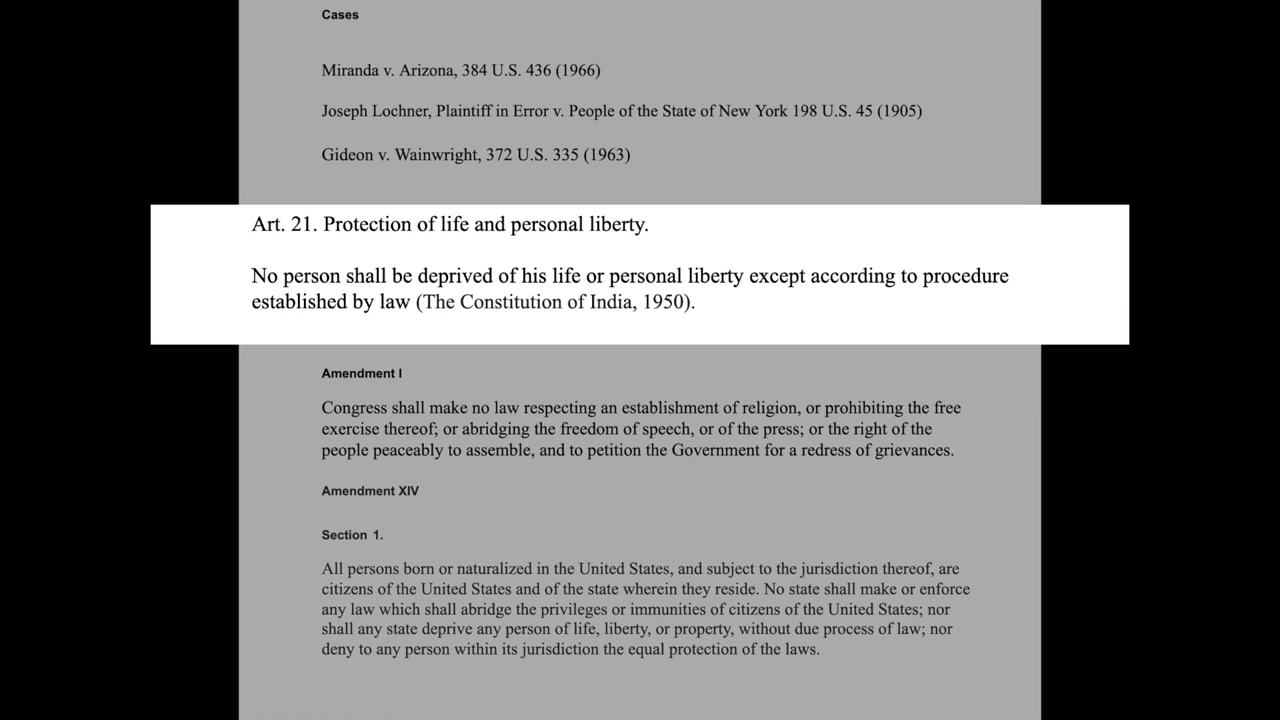 Cases
Miranda v. Arizona, 384 U.S. 436 (1966)
Joseph Lochner, Plaintiff in Error v. People of the State of New York 198 U.S. 45 (1905)
Gideon v. Wainwright, 372 U.S. 335 (1963)
Art. 21. Protection of life and personal liberty.
No person shall be deprived of his life or personal liberty except according to procedure
established by law (The Constitution of India, 1950).
Amendment I
Congress shall make no law respecting an establishment of religion, or prohibiting the free
exercise thereof; or abridging the freedom of speech, or of the press; or the right of the
people peaceably to assemble, and to petition the Government for a redress of grievances.
Amendment XIV
Section 1.
All persons born or naturalized in the United States, and subject to the jurisdiction thereof, are
citizens of the United States and of the state wherein they reside. No state shall make or enforce
any law which shall abridge the privileges or immunities of citizens of the United States; nor
shall any state deprive any person of life, liberty, or property, without due process of law; nor
deny to any person within its jurisdiction the equal protection of the laws.